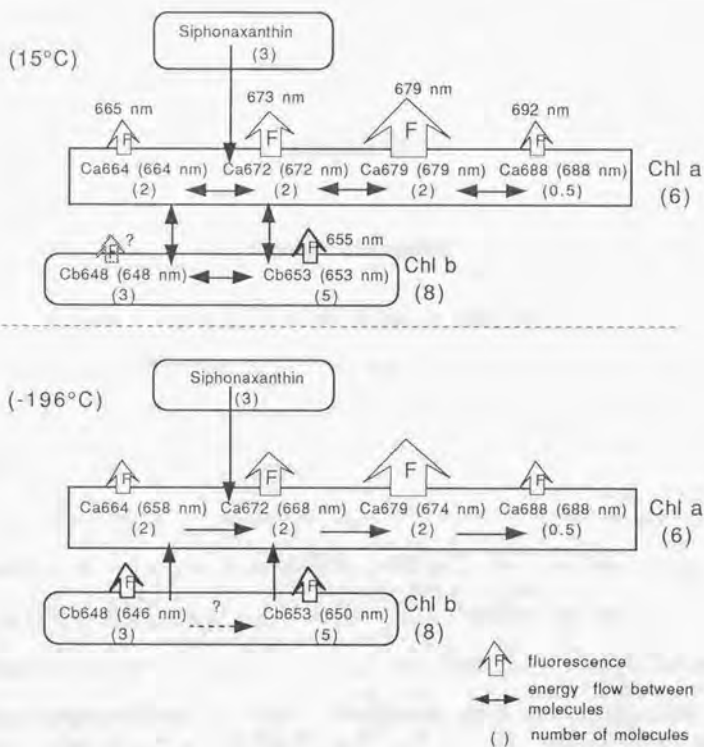 (15°C)
Siphonaxanthin
(3)
665 nm
673 nm
679 nm
692 nm
F
F
F
F
Ca664 (664 nm) Ca672 (672 nm) Ca679 (679 nm) Ca688 (688 nm)
(2) (2) (2) (0.5)
Chl a
(6)
F ?
F 655 nm
Cb648 (648 nm) Cb653 (653 nm)
(3) (5)
Chl b
(8)
(-196°C)
Siphonaxanthin
(3)
F
F
F
F
Ca664 (658 nm) Ca672 (668 nm) Ca679 (674 nm) Ca688 (688 nm)
(2) (2) (2) (0.5)
Chl a
(6)
F
F
Cb648 (646 nm) ? Cb653 (650 nm)
(3) (5)
Chl b
(8)
F fluorescence
energy flow between
molecules
( ) number of molecules